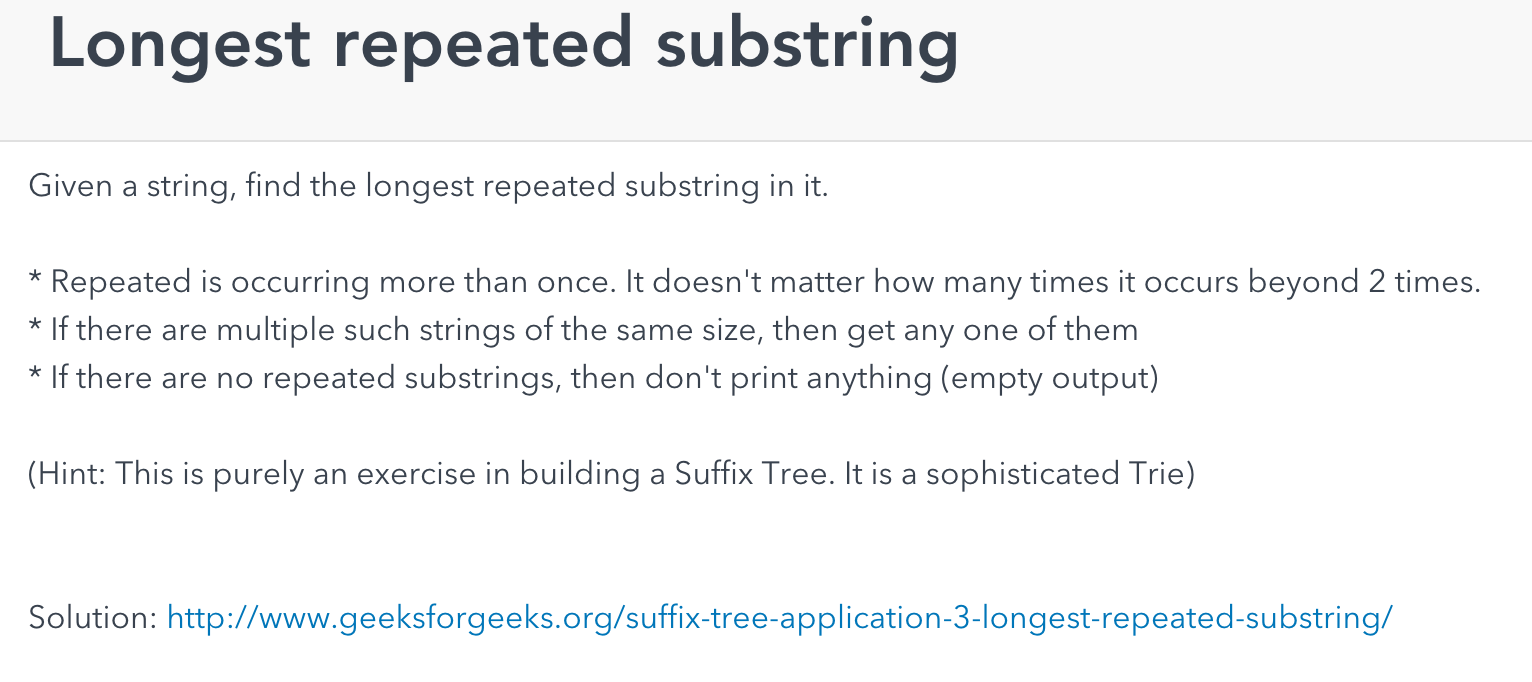 Longest repeated substring
Given a string, find the longest repeated substring in it.
* Repeated is occurring more than once. It doesn't matter how many times it occurs beyond 2 times.
* If there are multiple such strings of the same size, then get any one of them
* If there are no repeated substrings, then don't print anything (empty output)
(Hint: This is purely an exercise in building a Suffix Tree. It is a sophisticated Trie)
Solution: http://www.geeksforgeeks.org/suffix-tree-application-3-longest-repeated-substring/